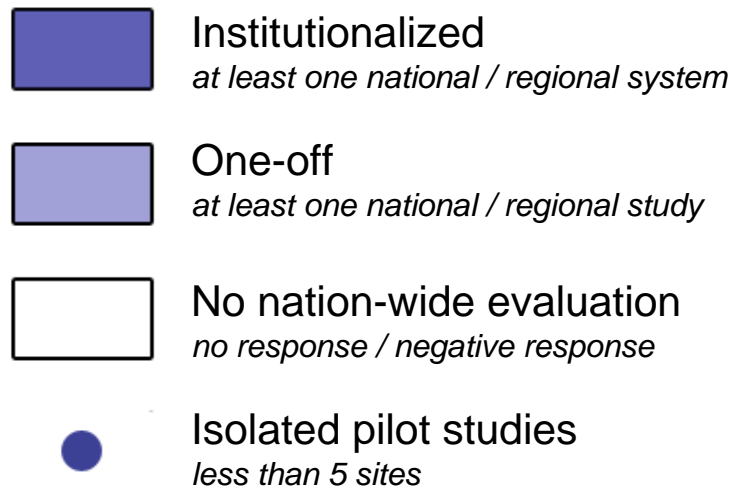 Institutionalized
at least one national / regional system
One-off
at least one national / regional study
No nation-wide evaluation
no response / negative response
Isolated pilot studies
less than 5 sites